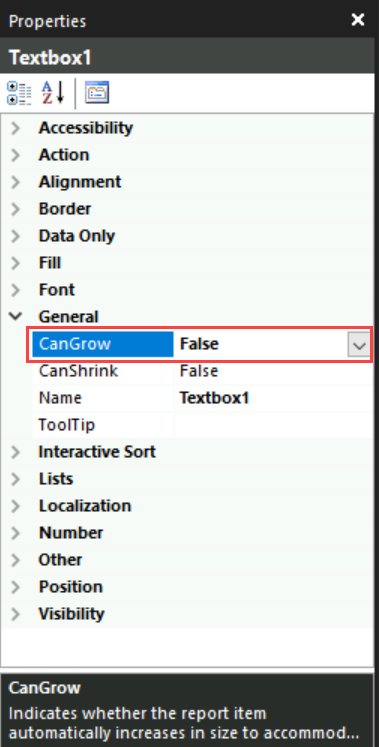 Properties
Textbox1
Accessibility
Action
Alignment
Border
Data Only
Fill
Font
General
CanGrow False
CanShrink False
Name Textbox1
ToolTip
Interactive Sort
Lists
Localization
Number
Other
Position
Visibility
CanGrow
Indicates whether the report item
automatically increases in size to accommod...